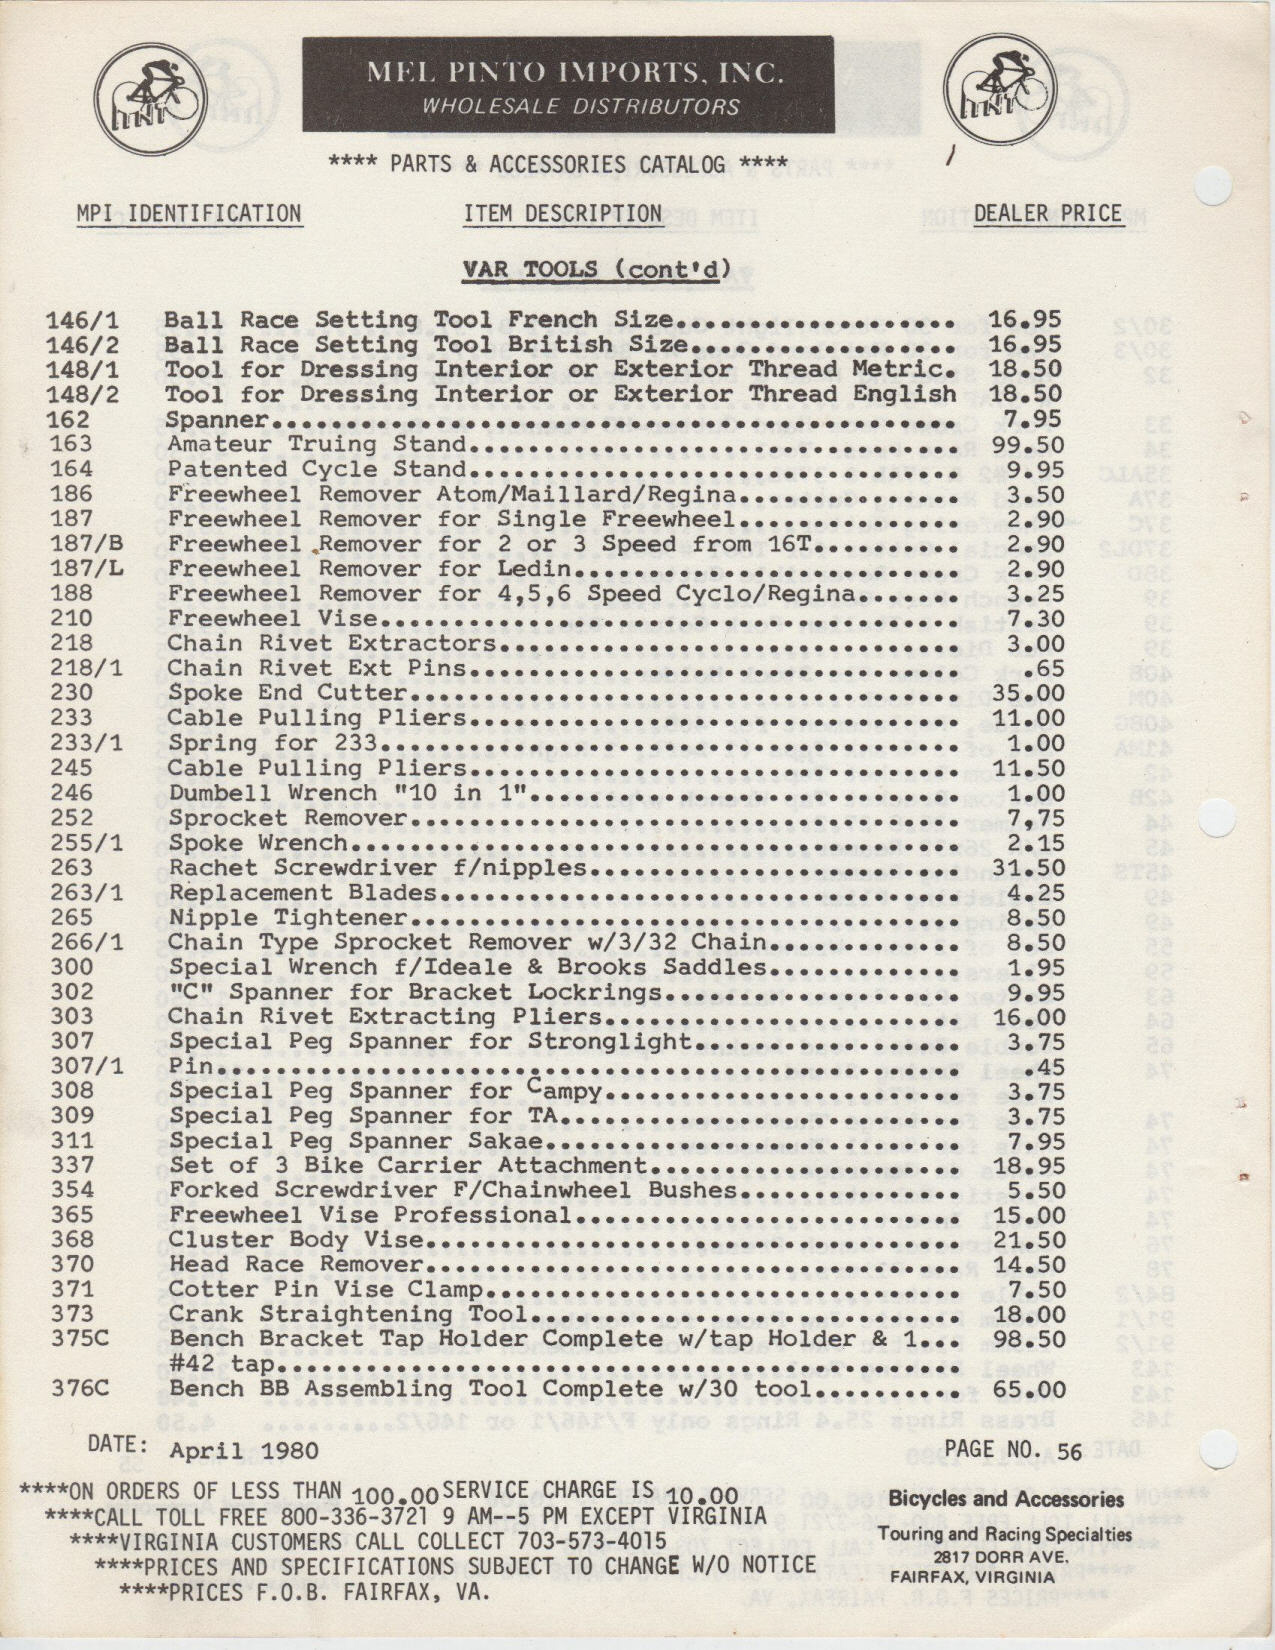 MEL PINTO IMPORTS, INC.
WHOLESALE DISTRIBUTORS
**** PARTS & ACCESSORIES CATALOG ****
MPI IDENTIFICATION ITEM DESCRIPTION DEALER PRICE
VAR TOOLS (cont'd)
146/1 Ball Race Setting Tool French Size................... 16.95
146/2 Ball Race Setting Tool British Size.................. 16.95
148/1 Tool for Dressing Interior or Exterior Thread Metric. 18.50
148/2 Tool for Dressing Interior or Exterior Thread English 18.50
162 Spanner.............................................. 7.95
163 Amateur Truing Stand................................. 99.50
164 Patented Cycle Stand................................. 9.95
186 Freewheel Remover Atom/Maillard/Regina............... 3.50
187 Freewheel Remover for Single Freewheel............... 2.90
187/B Freewheel Remover for 2 or 3 Speed from 16T.......... 2.90
187/L Freewheel Remover for Ledin.......................... 2.90
188 Freewheel Remover for 4,5,6 Speed Cyclo/Regina....... 3.25
210 Freewheel Vise....................................... 7.30
218 Chain Rivet Extractors............................... 3.00
218/1 Chain Rivet Ext Pins................................. .65
230 Spoke End Cutter..................................... 35.00
233 Cable Pulling Pliers................................. 11.00
233/1 Spring for 233....................................... 1.00
245 Cable Pulling Pliers................................. 11.50
246 Dumbell Wrench "10 in 1"............................. 1.00
252 Sprocket Remover..................................... 7,75
255/1 Spoke Wrench......................................... 2.15
263 Rachet Screwdriver f/nipples......................... 31.50
263/1 Replacement Blades................................... 4.25
265 Nipple Tightener..................................... 8.50
266/1 Chain Type Sprocket Remover w/3/32 Chain............. 8.50
300 Special Wrench f/Ideale & Brooks Saddles............. 1.95
302 "C" Spanner for Bracket Lockrings.................... 9.95
303 Chain Rivet Extracting Pliers........................ 16.00
307 Special Peg Spanner for Stronglight.................. 3.75
307/1 Pin.................................................. .45
308 Special Peg Spanner for Campy........................ 3.75
309 Special Peg Spanner for TA........................... 3.75
311 Special Peg Spanner Sakae............................ 7.95
337 Set of 3 Bike Carrier Attachment..................... 18.95
354 Forked Screwdriver F/Chainwheel Bushes............... 5.50
365 Freewheel Vise Professional.......................... 15.00
368 Cluster Body Vise.................................... 21.50
370 Head Race Remover.................................... 14.50
371 Cotter Pin Vise Clamp................................ 7.50
373 Crank Straightening Tool............................. 18.00
375C Bench Bracket Tap Holder Complete w/tap Holder & 1... 98.50
#42 tap..............................................
376C Bench BB Assembling Tool Complete w/30 tool.......... 65.00
DATE: April 1980 PAGE NO. 56
****ON ORDERS OF LESS THAN 100.00 SERVICE CHARGE IS 10.00
****CALL TOLL FREE 800-336-3721 9 AM--5 PM EXCEPT VIRGINIA
****VIRGINIA CUSTOMERS CALL COLLECT 703-573-4015
****PRICES AND SPECIFICATIONS SUBJECT TO CHANGE W/O NOTICE
****PRICES F.O.B. FAIRFAX, VA.
Bicycles and Accessories
Touring and Racing Specialties
2817 DORR AVE.
FAIRFAX, VIRGINIA